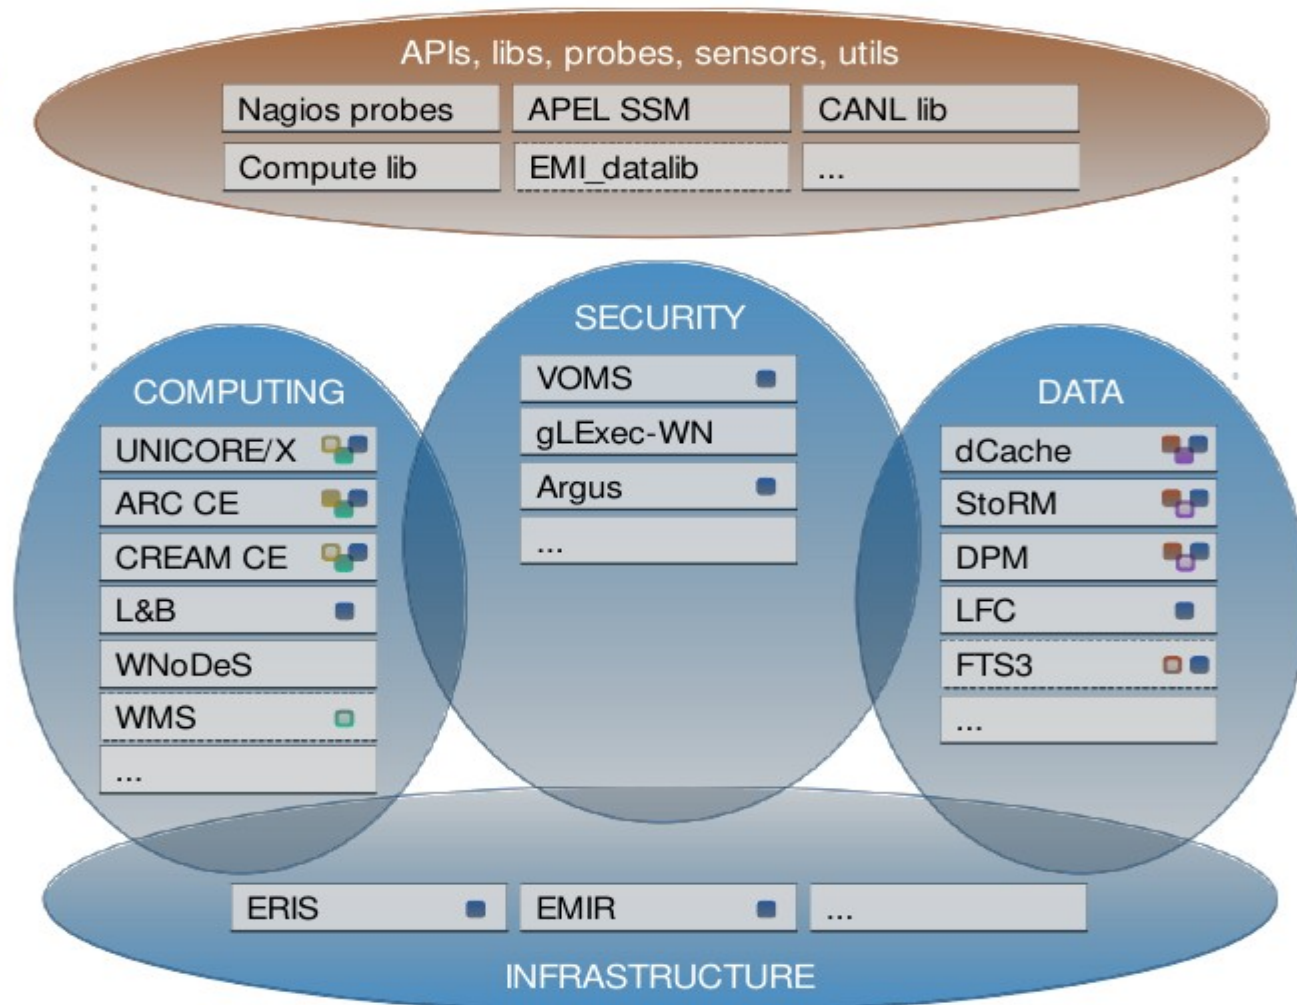 APIs, libs, probes, sensors, utils
Nagios probes
APEL SSM
CANL lib
Compute lib
EMI_datalib
...
SECURITY
VOMS
gLExec-WN
Argus
...
COMPUTING
UNICORE/X
ARC CE
CREAM CE
L&B
WNoDeS
WMS
...
DATA
dCache
StoRM
DPM
LFC
FTS3
...
ERIS
EMIR
...
INFRASTRUCTURE